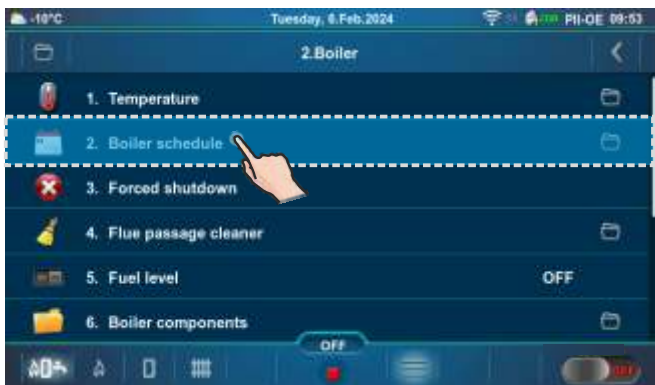 -10°C Tuesday, 6.Feb.2024 PII-OE 09:53
2.Boiler
1. Temperature
2. Boiler schedule
3. Forced shutdown
4. Flue passage cleaner
5. Fuel level OFF
6. Boiler components
OFF
OFF